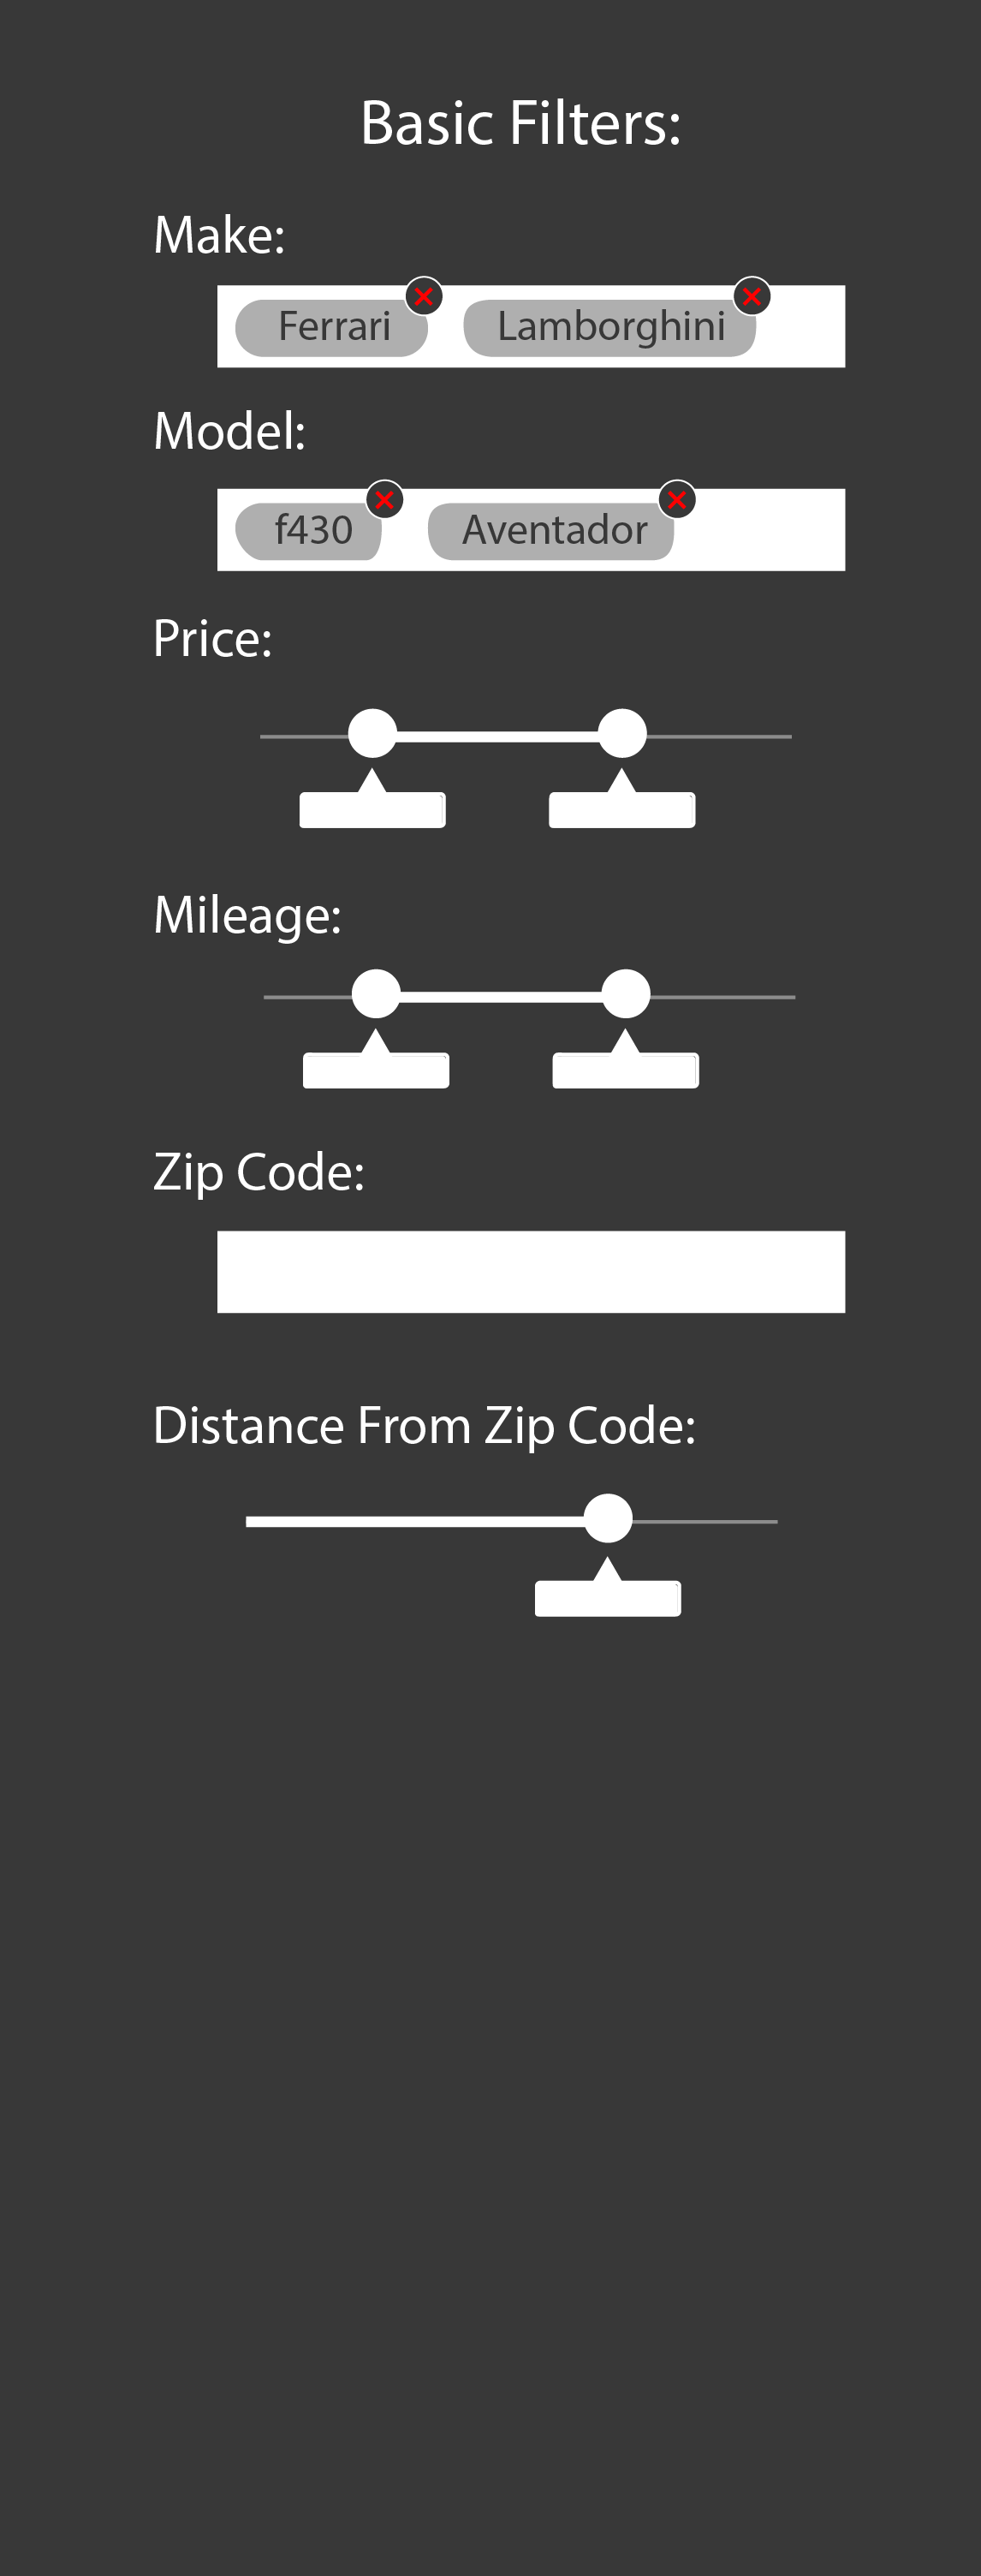 Basic Filters:
Make:
Ferrari Lamborghini
Model:
f430 Aventador
Price:
Mileage:
Zip Code:
Distance From Zip Code: